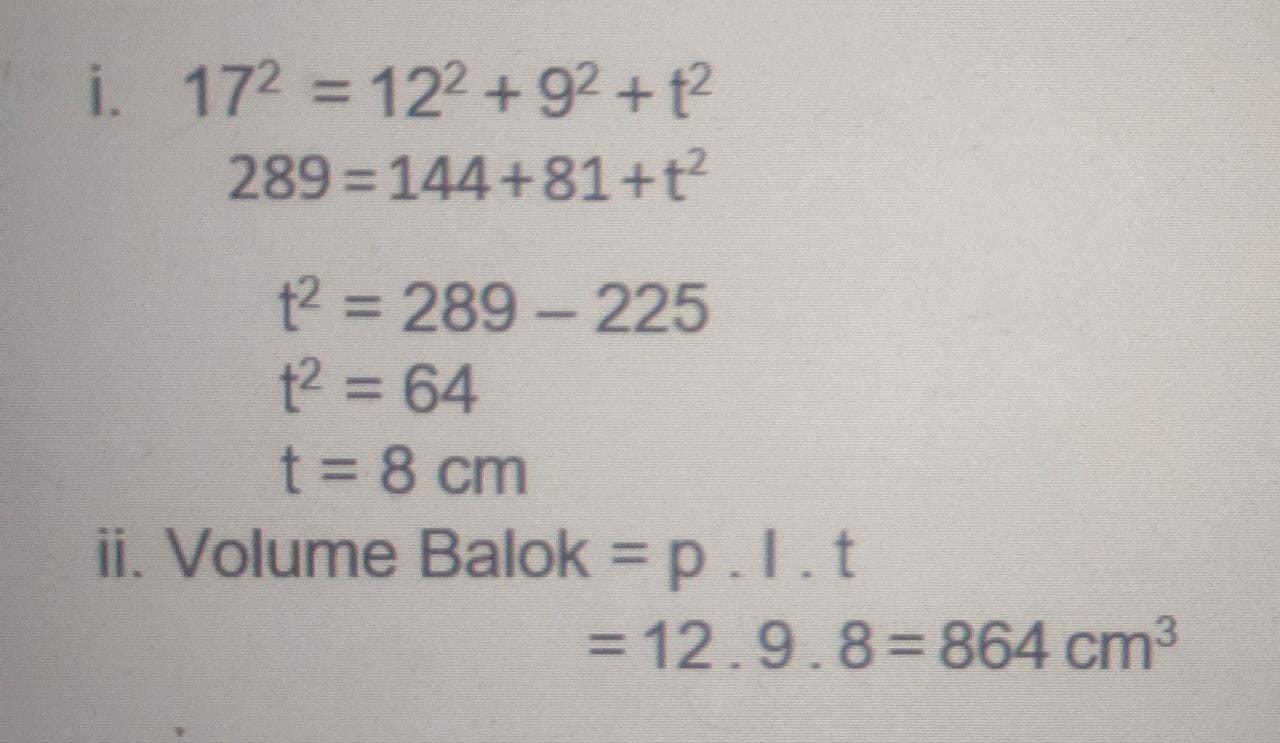 i. 17² = 12² + 9² + t²
289 = 144 + 81 + t²
t² = 289 – 225
t² = 64
t = 8 cm
ii. Volume Balok = p . l . t
= 12 . 9 . 8 = 864 cm³